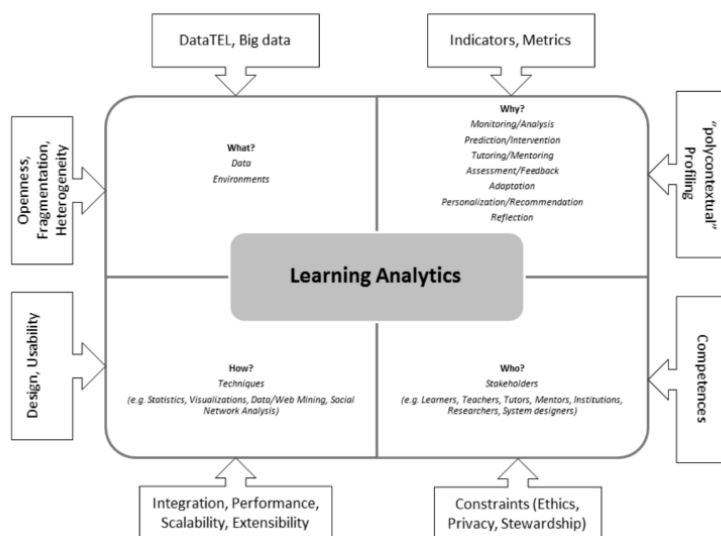 DataTEL, Big data
Indicators, Metrics
Openness,
Fragmentation,
Heterogeneity
What?
Data
Environments
Why?
Monitoring/Analysis
Prediction/Intervention
Tutoring/Mentoring
Assessment/Feedback
Adaptation
Personalization/Recommendation
Reflection
"polycontextual"
Profiling
Learning Analytics
Design, Usability
How?
Techniques
(e.g. Statistics, Visualizations, Data/Web Mining, Social
Network Analysis)
Who?
Stakeholders
(e.g. Learners, Teachers, Tutors, Mentors, Institutions,
Researchers, System designers)
Competences
Integration, Performance,
Scalability, Extensibility
Constraints (Ethics,
Privacy, Stewardship)